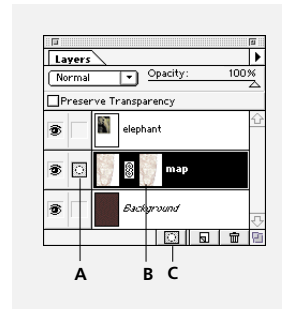 Layers
Normal Opacity: 100%
Preserve Transparency
elephant
map
Background
A B C